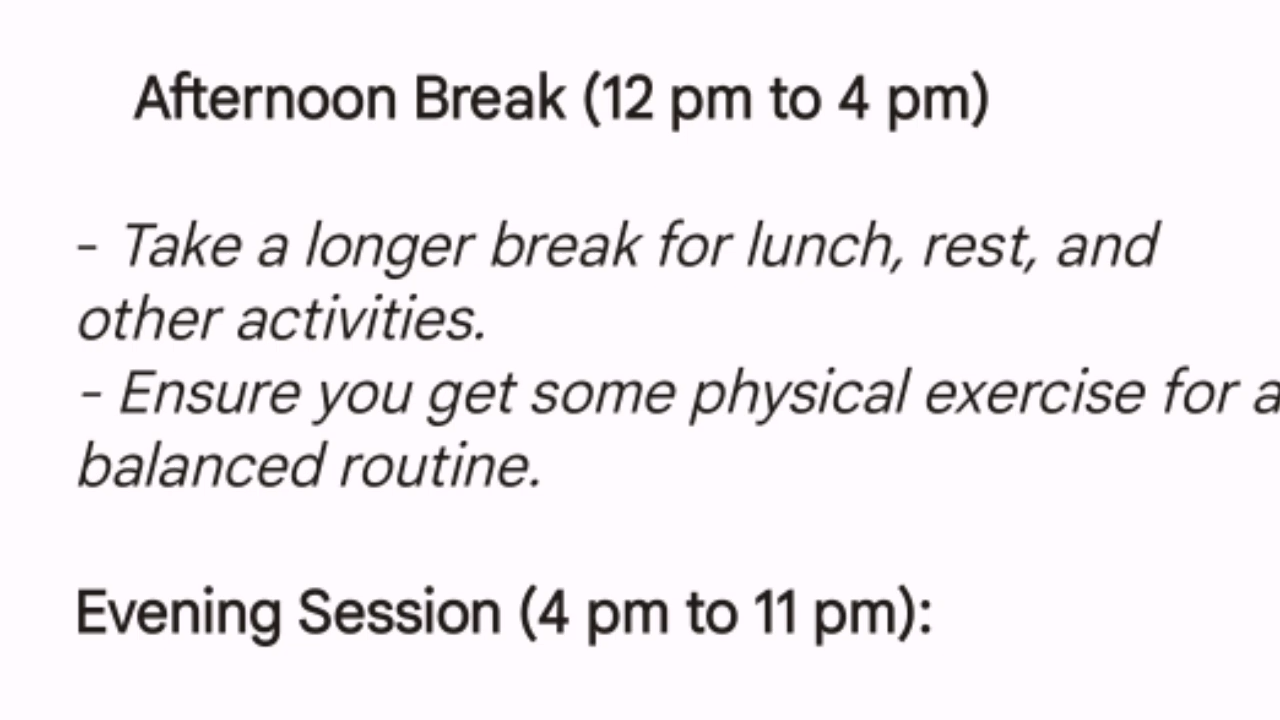 Afternoon Break (12 pm to 4 pm)
- Take a longer break for lunch, rest, and
other activities.
- Ensure you get some physical exercise for a
balanced routine.
Evening Session (4 pm to 11 pm):